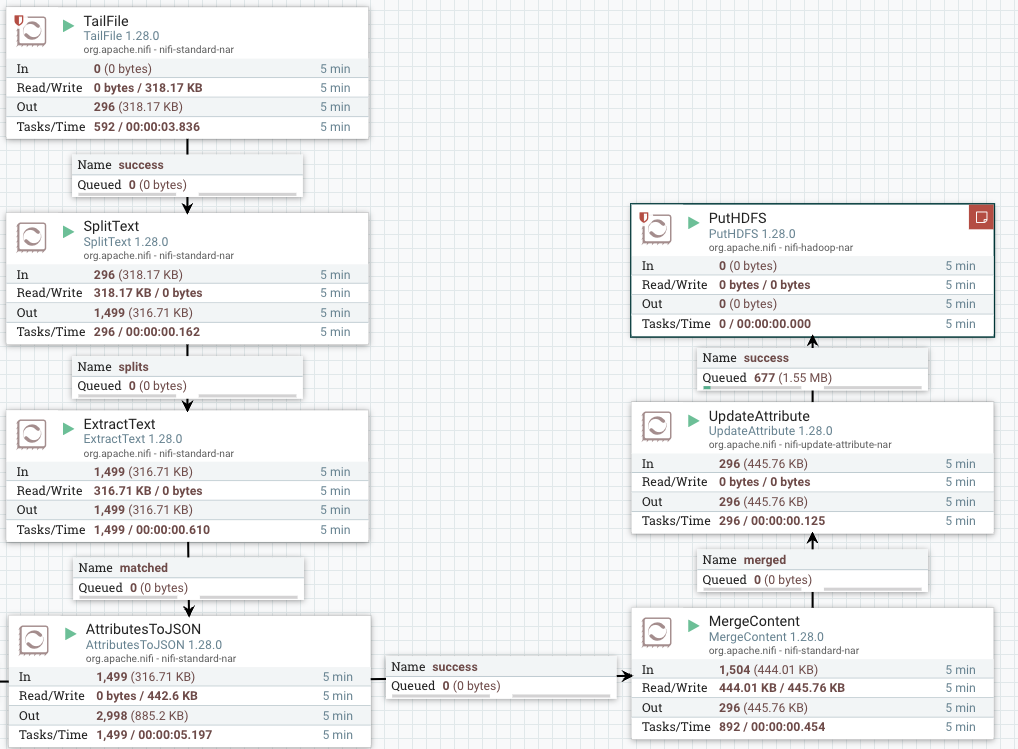 TailFile
TailFile 1.28.0
org.apache.nifi - nifi-standard-nar
In 0 (0 bytes) 5 min
Read/Write 0 bytes / 318.17 KB 5 min
Out 296 (318.17 KB) 5 min
Tasks/Time 592 / 00:00:03.836 5 min
Name success
Queued 0 (0 bytes)
SplitText
SplitText 1.28.0
org.apache.nifi - nifi-standard-nar
In 296 (318.17 KB) 5 min
Read/Write 318.17 KB / 0 bytes 5 min
Out 1,499 (316.71 KB) 5 min
Tasks/Time 296 / 00:00:00.162 5 min
Name splits
Queued 0 (0 bytes)
ExtractText
ExtractText 1.28.0
org.apache.nifi - nifi-standard-nar
In 1,499 (316.71 KB) 5 min
Read/Write 316.71 KB / 0 bytes 5 min
Out 1,499 (316.71 KB) 5 min
Tasks/Time 1,499 / 00:00:00.610 5 min
Name matched
Queued 0 (0 bytes)
AttributesToJSON
AttributesToJSON 1.28.0
org.apache.nifi - nifi-standard-nar
In 1,499 (316.71 KB) 5 min
Read/Write 0 bytes / 442.6 KB 5 min
Out 2,998 (885.2 KB) 5 min
Tasks/Time 1,499 / 00:00:05.197 5 min
Name success
Queued 0 (0 bytes)
PutHDFS
PutHDFS 1.28.0
org.apache.nifi - nifi-hadoop-nar
In 0 (0 bytes) 5 min
Read/Write 0 bytes / 0 bytes 5 min
Out 0 (0 bytes) 5 min
Tasks/Time 0 / 00:00:00.000 5 min
Name success
Queued 677 (1.55 MB)
UpdateAttribute
UpdateAttribute 1.28.0
org.apache.nifi - nifi-update-attribute-nar
In 296 (445.76 KB) 5 min
Read/Write 0 bytes / 0 bytes 5 min
Out 296 (445.76 KB) 5 min
Tasks/Time 296 / 00:00:00.125 5 min
Name merged
Queued 0 (0 bytes)
MergeContent
MergeContent 1.28.0
org.apache.nifi - nifi-standard-nar
In 1,504 (444.01 KB) 5 min
Read/Write 444.01 KB / 445.76 KB 5 min
Out 296 (445.76 KB) 5 min
Tasks/Time 892 / 00:00:00.454 5 min